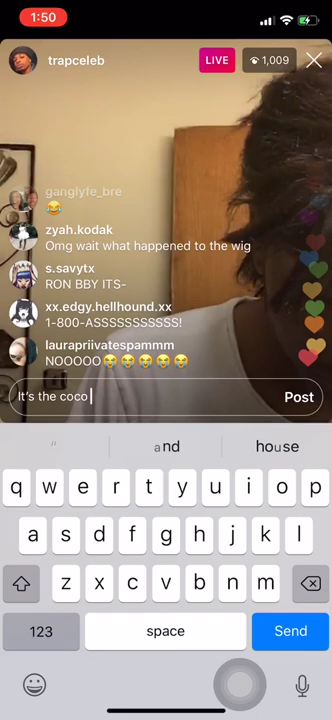 1:50
trapceleb
LIVE
1,009
ganglyfe_bre
😂
zyah.kodak
Omg wait what happened to the wig
s.savytx
RON BBY ITS-
xx.edgy.hellhound.xx
1-800-ASSSSSSSSSSS!
laurapriivatespammm
NOOOOO😭😭😭😭😭
It's the coco
Post
" and house
q w e r t y u i o p
a s d f g h j k l
z x c v b n m
123 space Send